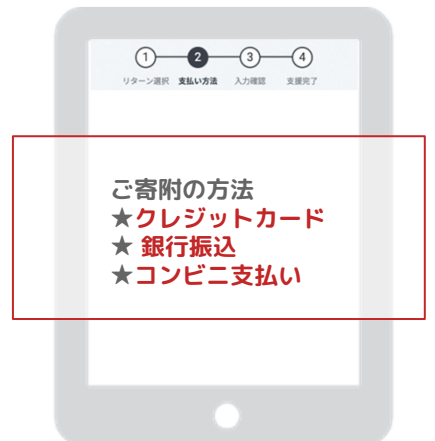 1 2 3 4
リターン選択 支払い方法 入力確認 支援完了
ご寄附の方法
★クレジットカード
★ 銀行振込
★コンビニ支払い